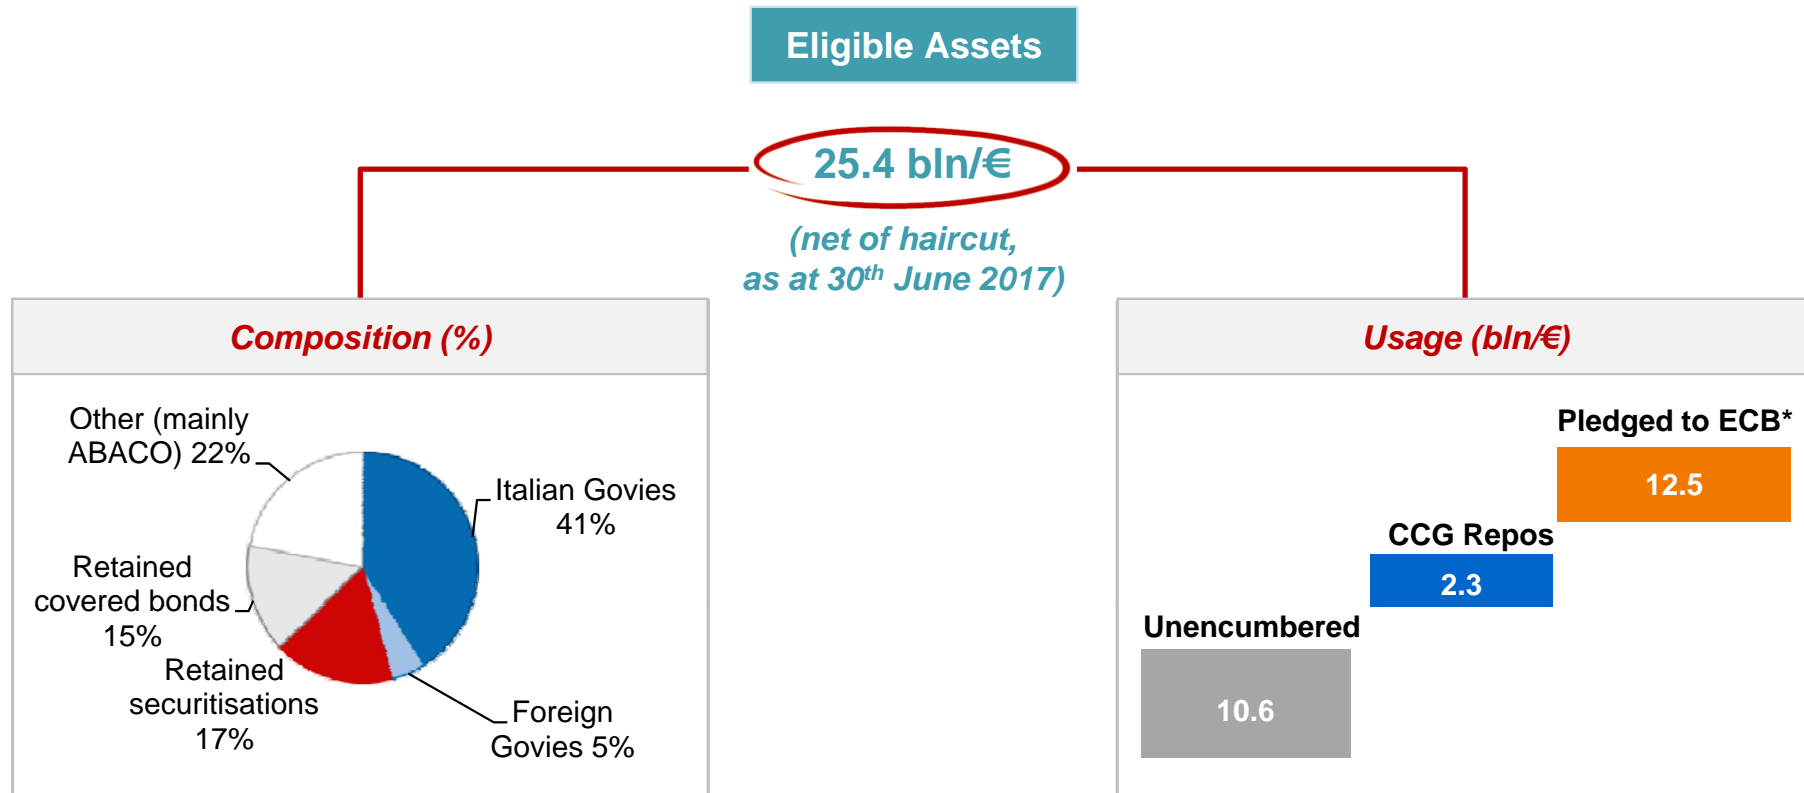 Eligible Assets
25.4 bln/€
(net of haircut,
as at 30th June 2017)
Composition (%)
Other (mainly
ABACO) 22%
Italian Govies
41%
Retained
covered bonds
15%
Retained
securitisations
17%
Foreign
Govies 5%
Usage (bln/€)
Pledged to ECB*
12.5
CCG Repos
2.3
Unencumbered
10.6